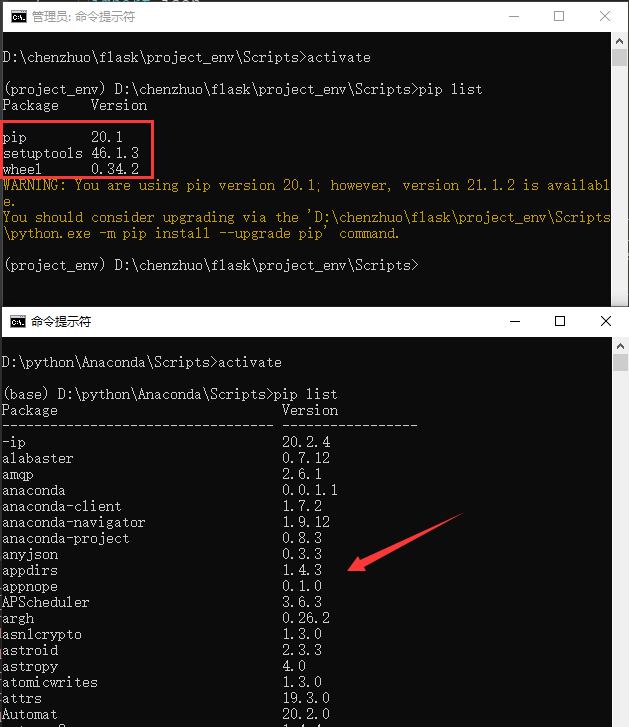 import json
管理员: 命令提示符
D:\chenzhuo\flask\project_env\Scripts>activate
(project_env) D:\chenzhuo\flask\project_env\Scripts>pip list
Package    Version
pip        20.1
setuptools 46.1.3
wheel      0.34.2
WARNING: You are using pip version 20.1; however, version 21.1.2 is availabl
e.
You should consider upgrading via the 'D:\chenzhuo\flask\project_env\Scripts
\python.exe -m pip install --upgrade pip' command.
(project_env) D:\chenzhuo\flask\project_env\Scripts>
命令提示符
D:\python\Anaconda\Scripts>activate
(base) D:\python\Anaconda\Scripts>pip list
Package                            Version
---------------------------------- -----------------
-ip                                20.2.4
alabaster                          0.7.12
amqp                               2.6.1
anaconda                           0.0.1.1
anaconda-client                    1.7.2
anaconda-navigator                 1.9.12
anaconda-project                   0.8.3
anyjson                            0.3.3
appdirs                            1.4.3
appnope                            0.1.0
APScheduler                        3.6.3
argh                               0.26.2
asn1crypto                         1.3.0
astroid                            2.3.3
astropy                            4.0
atomicwrites                       1.3.0
attrs                              19.3.0
Automat                            20.2.0